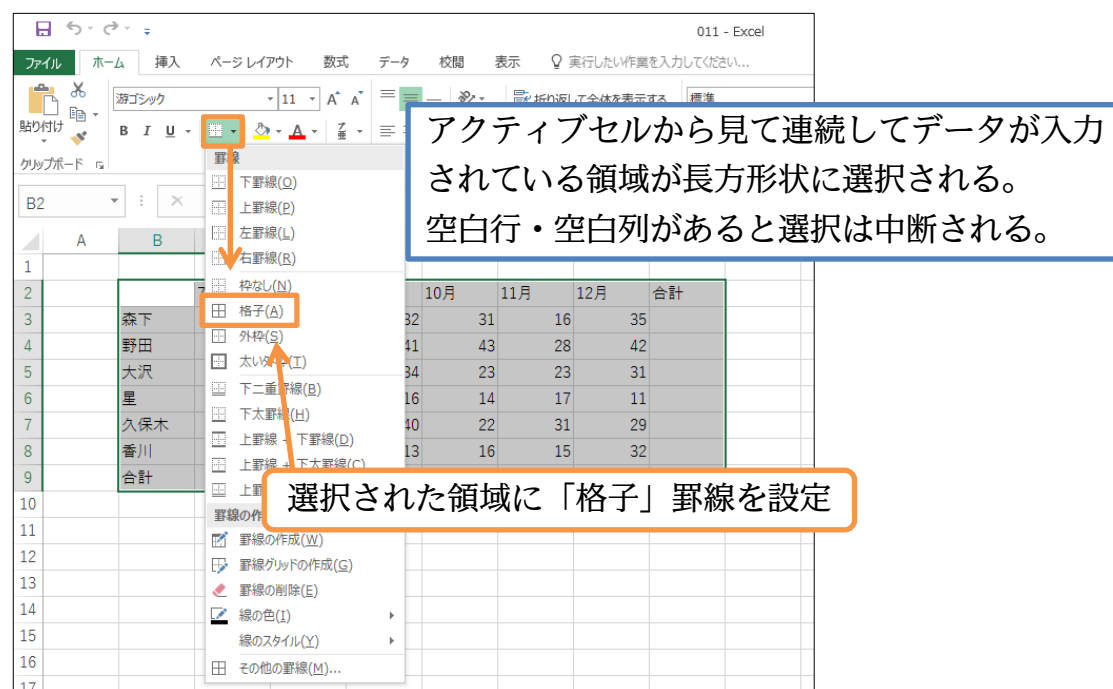 011 - Excel
ファイル ホーム 挿入 ページ レイアウト 数式 データ 校閲 表示 実行したい作業を入力してください...
貼り付け
游ゴシック 11 A A 折り返して全体を表示する 標準
B I U A
クリップボード
アクティブセルから見て連続してデータが入力
されている領域が長方形状に選択される。
空白行・空白列があると選択は中断される。
B2
罫線
下罫線(O)
上罫線(P)
左罫線(L)
右罫線(R)
枠なし(N)
格子(A)
外枠(S)
太い外枠(T)
下二重罫線(B)
下太罫線(H)
上罫線 + 下罫線(D)
上罫線 + 下太罫線(C)
罫線の作成(W)
罫線グリッドの作成(G)
罫線の削除(E)
線の色(I)
線のスタイル(Y)
その他の罫線(M)...
選択された領域に「格子」罫線を設定
A B
1
2 10月 11月 12月 合計
3 森下 32 31 16 35
4 野田 41 43 28 42
5 大沢 34 23 23 31
6 星 16 14 17 11
7 久保木 40 22 31 29
8 香川 13 16 15 32
9 合計
10
11
12
13
14
15
16
17